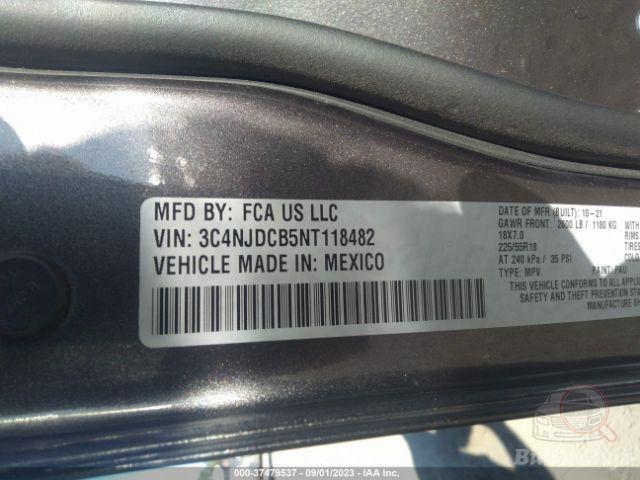 MFD BY: FCA US LLC
VIN: 3C4NJDCB5NT118482
VEHICLE MADE IN: MEXICO
DATE OF MFR (BUILT): 10-21
GAWR FRONT: 2600 LB / 1180 KG WITH
18X7.0 RIMS
225/55R18 TIRES
AT 240 kPa / 35 PSI COLD
TYPE: MPV PAINT: PAU
THIS VEHICLE CONFORMS TO ALL APPLI
SAFETY AND THEFT PREVENTION STA
MANUFACTURE
© Copyright - 37479537 - 09/01/2023 - IAA Inc.